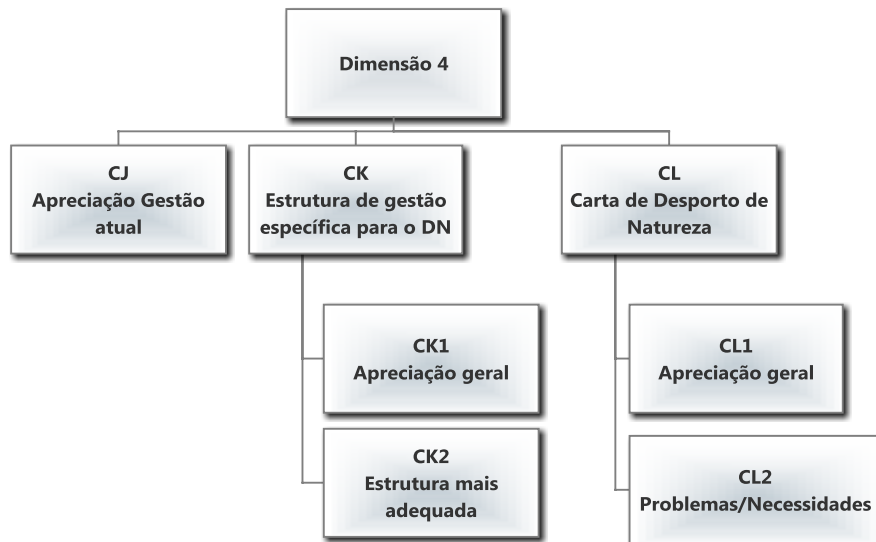 Dimensão 4
CJ
Apreciação Gestão
atual
CK
Estrutura de gestão
específica para o DN
CL
Carta de Desporto de
Natureza
CK1
Apreciação geral
CL1
Apreciação geral
CK2
Estrutura mais
adequada
CL2
Problemas/Necessidades